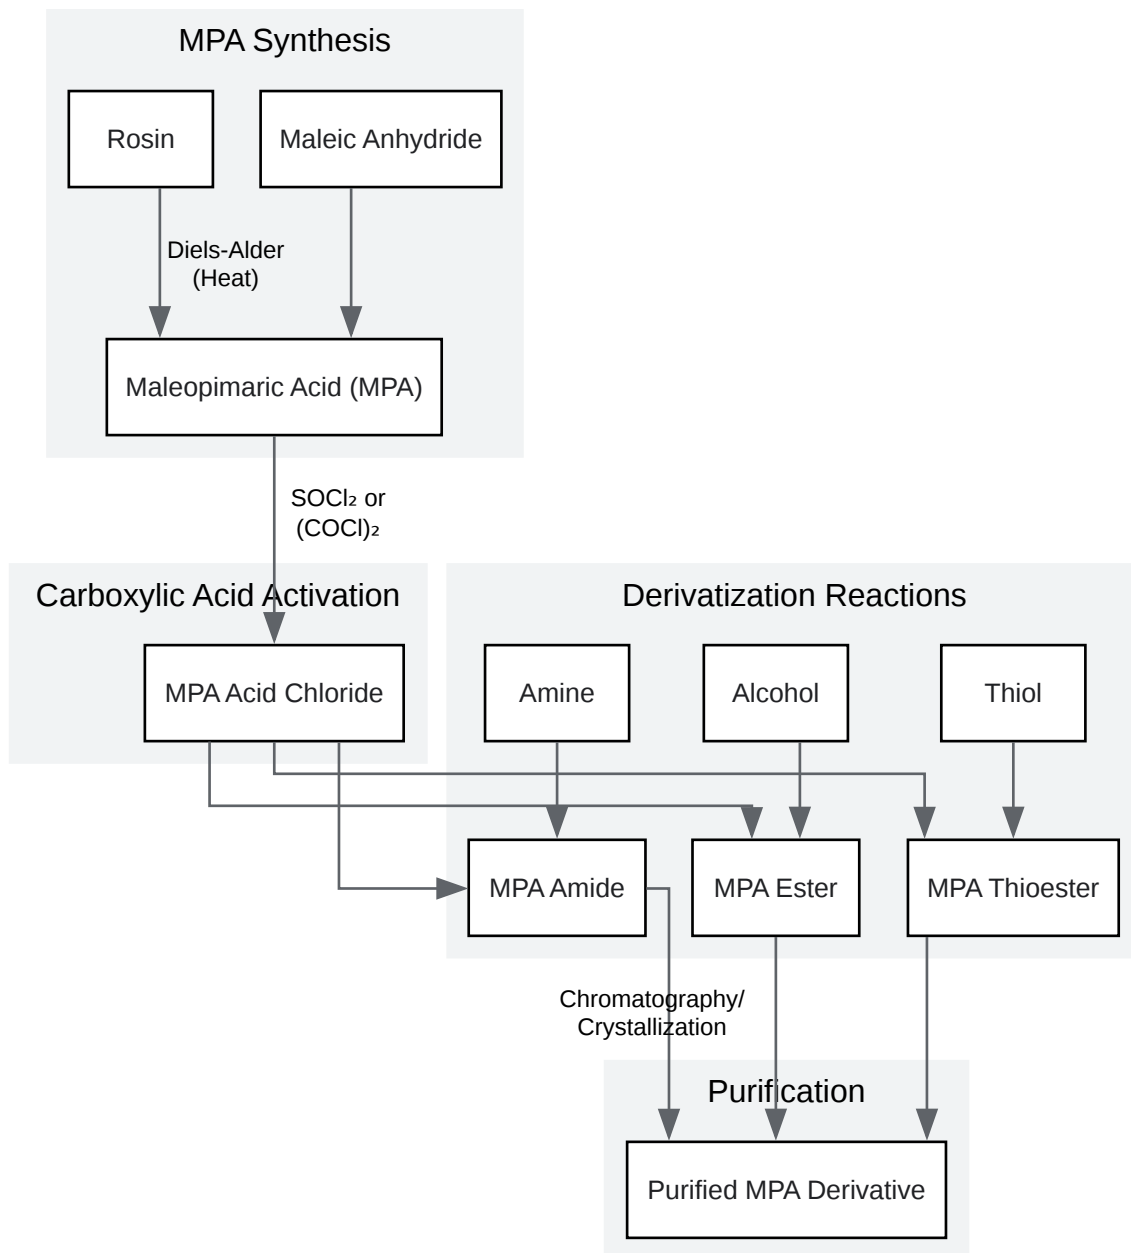 MPA Synthesis
Rosin
Maleic Anhydride
Diels-Alder
(Heat)
Maleopimaric Acid (MPA)
SOCl₂ or
(COCl)₂
Carboxylic Acid Activation
Derivatization Reactions
MPA Acid Chloride
Amine
Alcohol
Thiol
MPA Amide
MPA Ester
MPA Thioester
Chromatography/
Crystallization
Purification
Purified MPA Derivative